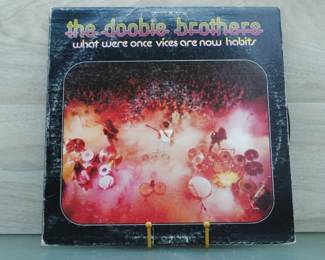 the doobie brothers
what were once vices are now habits